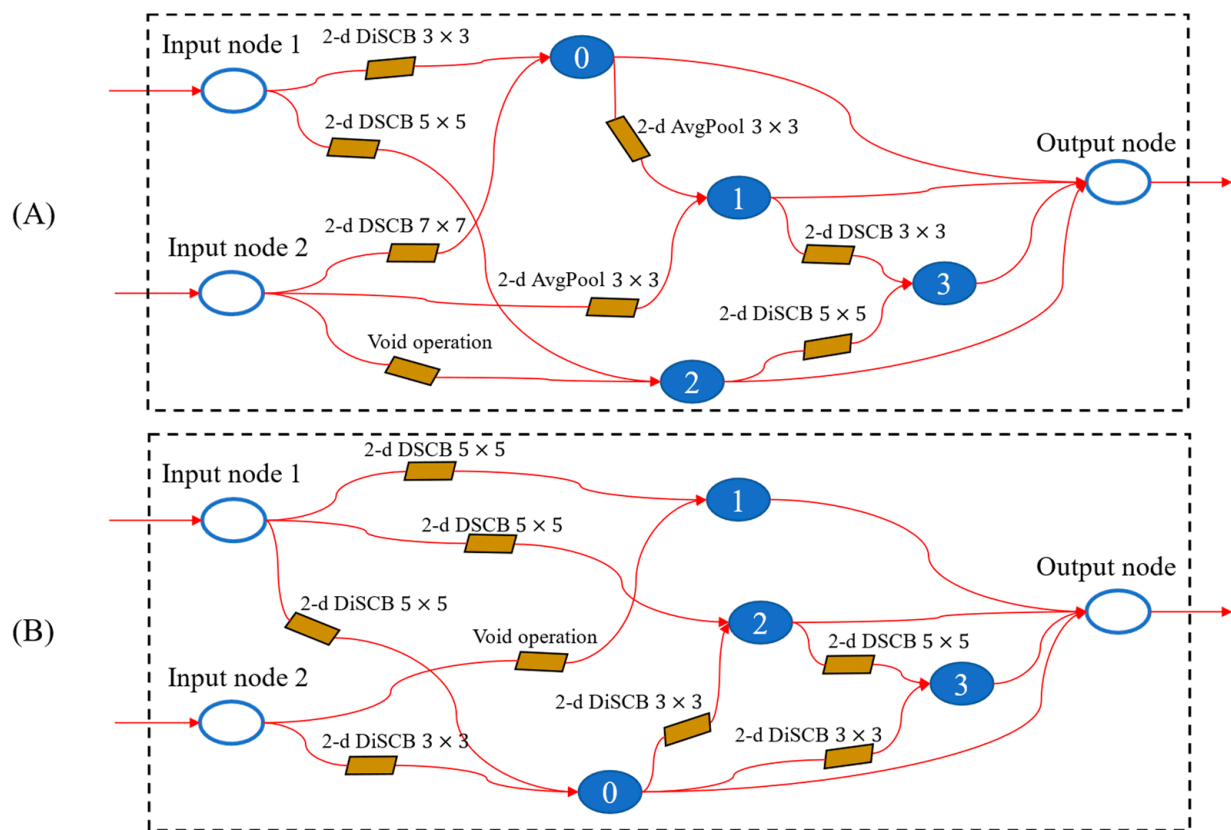 (A)
Input node 1
2-d DiSCB 3 × 3
0
2-d DSCB 5 × 5
2-d AvgPool 3 × 3
Output node
1
2-d DSCB 7 × 7
Input node 2
2-d DSCB 3 × 3
2-d AvgPool 3 × 3
3
2-d DiSCB 5 × 5
Void operation
2
(B)
Input node 1
2-d DSCB 5 × 5
1
2-d DSCB 5 × 5
Output node
2-d DiSCB 5 × 5
2
Void operation
2-d DSCB 5 × 5
Input node 2
3
2-d DiSCB 3 × 3
2-d DiSCB 3 × 3
2-d DiSCB 3 × 3
0